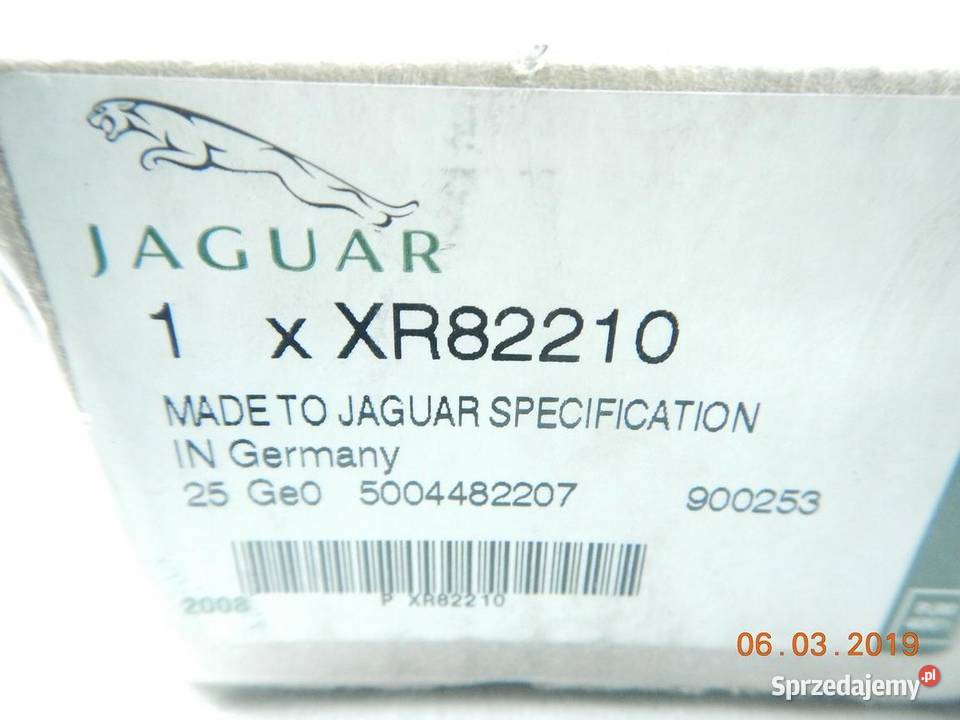 JAGUAR
1 x XR82210
MADE TO JAGUAR SPECIFICATION
IN Germany
25 Ge0 5004482207 900253
P XR82210
2008
06.03.2019
Sprzedajemy.pl